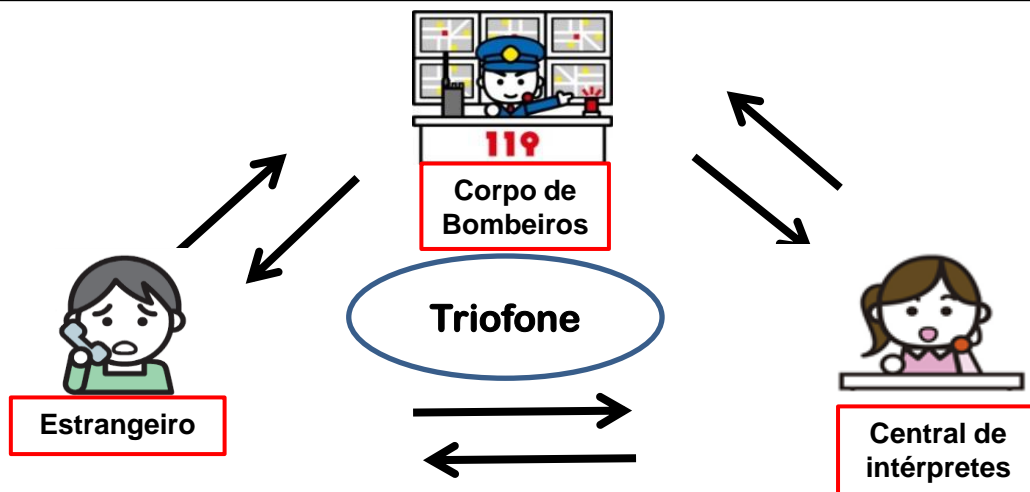 119
Corpo de
Bombeiros
Triofone
Estrangeiro
Central de
intérpretes